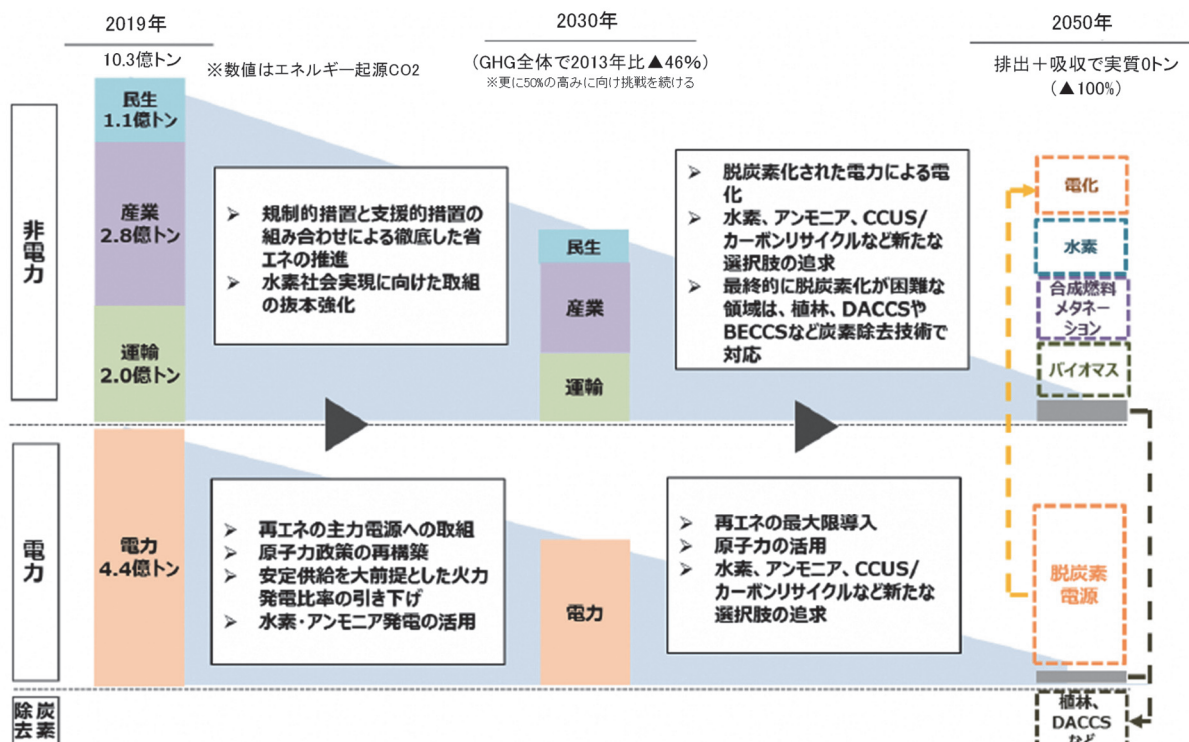 2019年
2030年
2050年
10.3億トン
※数値はエネルギー起源CO2
(GHG全体で2013年比▲46%)
※更に50%の高みに向け挑戦を続ける
排出＋吸収で実質0トン
(▲100%)
非電力
民生
1.1億トン
産業
2.8億トン
運輸
2.0億トン
➢ 規制的措置と支援的措置の
組み合わせによる徹底した省
エネの推進
➢ 水素社会実現に向けた取組
の抜本強化
民生
産業
運輸
➢ 脱炭素化された電力による電
化
➢ 水素、アンモニア、CCUS/
カーボンリサイクルなど新たな
選択肢の追求
➢ 最終的に脱炭素化が困難な
領域は、植林、DACCSや
BECCSなど炭素除去技術で
対応
電化
水素
合成燃料
メタネー
ション
バイオマス
電力
電力
4.4億トン
➢ 再エネの主力電源への取組
➢ 原子力政策の再構築
➢ 安定供給を大前提とした火力
発電比率の引き下げ
➢ 水素・アンモニア発電の活用
電力
➢ 再エネの最大限導入
➢ 原子力の活用
➢ 水素、アンモニア、CCUS/
カーボンリサイクルなど新たな
選択肢の追求
脱炭素
電源
炭素
除去
植林、
DACCS
など